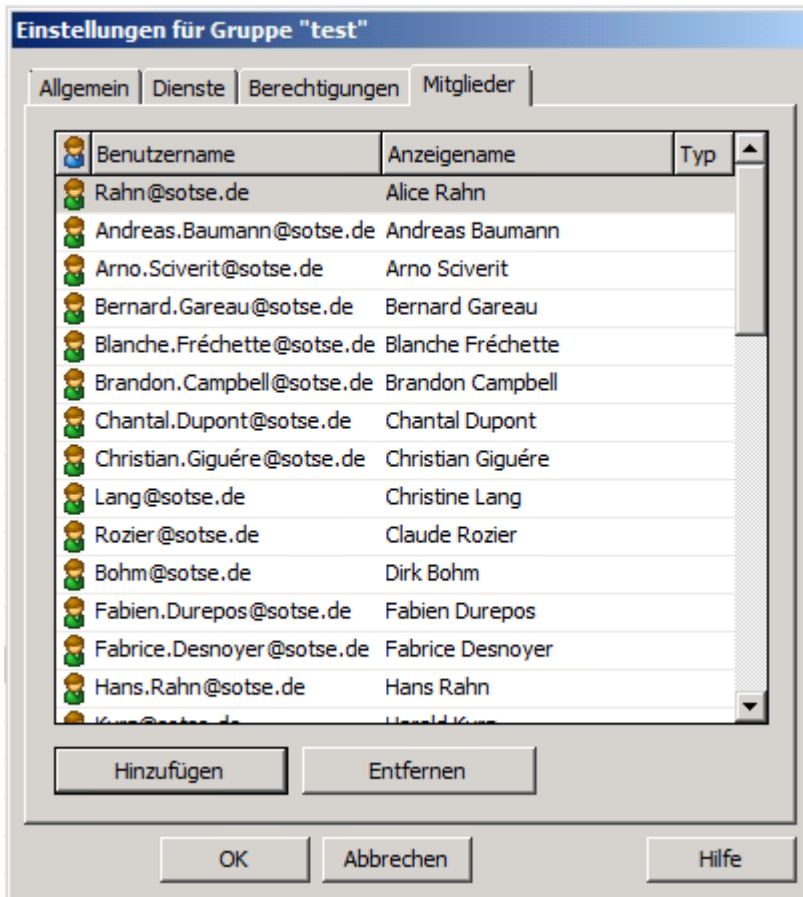 Einstellungen für Gruppe "test"
Allgemein Dienste Berechtigungen Mitglieder
Benutzername Anzeigename Typ
Rahn@sotse.de Alice Rahn
Andreas.Baumann@sotse.de Andreas Baumann
Arno.Sciverit@sotse.de Arno Sciverit
Bernard.Gareau@sotse.de Bernard Gareau
Blanche.Fréchette@sotse.de Blanche Fréchette
Brandon.Campbell@sotse.de Brandon Campbell
Chantal.Dupont@sotse.de Chantal Dupont
Christian.Giguére@sotse.de Christian Giguére
Lang@sotse.de Christine Lang
Rozier@sotse.de Claude Rozier
Bohm@sotse.de Dirk Bohm
Fabien.Durepos@sotse.de Fabien Durepos
Fabrice.Desnoyer@sotse.de Fabrice Desnoyer
Hans.Rahn@sotse.de Hans Rahn
Hinzufügen Entfernen
OK Abbrechen Hilfe